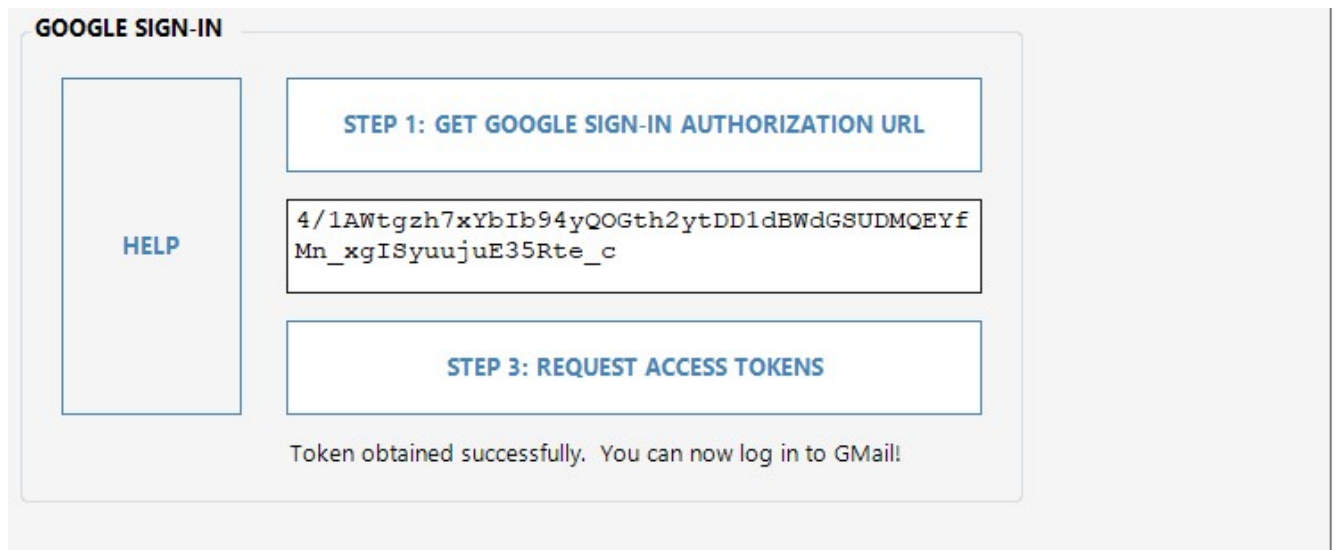 GOOGLE SIGN-IN
STEP 1: GET GOOGLE SIGN-IN AUTHORIZATION URL
4/1AWtgzh7xYbIb94yQOGth2ytDD1dBWdGSUDMQEYf
Mn_xgISyuujuE35Rte_c
HELP
STEP 3: REQUEST ACCESS TOKENS
Token obtained successfully.  You can now log in to GMail!